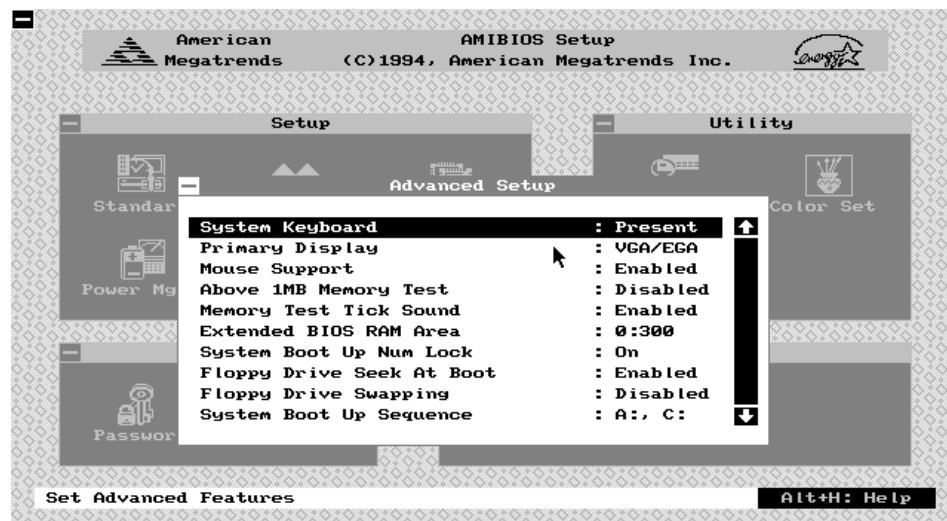 American AMIBIOS Setup
Megatrends (C)1994, American Megatrends Inc. energy
Setup
Utility
Advanced Setup
Standar
Color Set
Power Mg
Passwor
System Keyboard : Present
Primary Display : VGA/EGA
Mouse Support : Enabled
Above 1MB Memory Test : Disabled
Memory Test Tick Sound : Enabled
Extended BIOS RAM Area : 0:300
System Boot Up Num Lock : On
Floppy Drive Seek At Boot : Enabled
Floppy Drive Swapping : Disabled
System Boot Up Sequence : A:, C:
Set Advanced Features Alt+H: Help